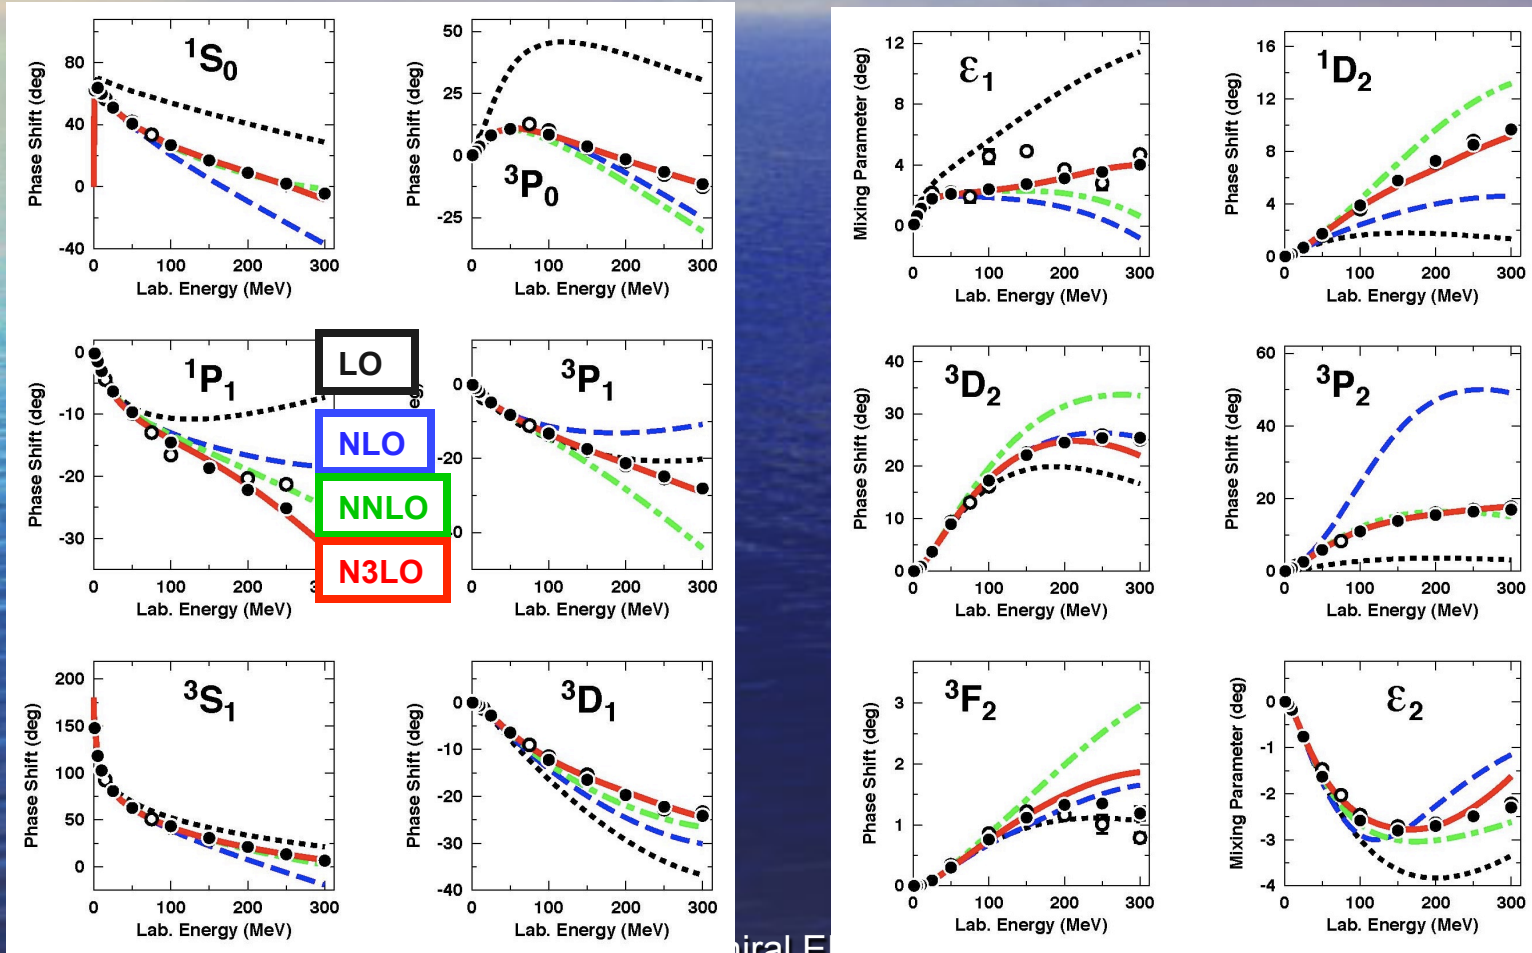 ¹S₀
Phase Shift (deg)
80
40
0
-40
0 100 200 300
Lab. Energy (MeV)
³P₀
Phase Shift (deg)
50
25
0
-25
0 100 200 300
Lab. Energy (MeV)
ε₁
Mixing Parameter (deg)
12
8
4
0
0 100 200 300
Lab. Energy (MeV)
¹D₂
Phase Shift (deg)
16
12
8
4
0
0 100 200 300
Lab. Energy (MeV)
¹P₁
Phase Shift (deg)
0
-10
-20
-30
0 100 200 3
Lab. Energy (MeV)
LO
NLO
NNLO
N3LO
³P₁
0
-20
0 100 200 300
Lab. Energy (MeV)
³D₂
Phase Shift (deg)
40
30
20
10
0
0 100 200 300
Lab. Energy (MeV)
³P₂
Phase Shift (deg)
60
40
20
0
0 100 200 300
Lab. Energy (MeV)
³S₁
Phase Shift (deg)
200
150
100
50
0
0 100 200 300
Lab. Energy (MeV)
³D₁
Phase Shift (deg)
0
-10
-20
-30
-40
0 100 200 300
Lab. Energy (MeV)
³F₂
Phase Shift (deg)
3
2
1
0
0 100 200 300
Lab. Energy (MeV)
ε₂
Mixing Parameter (deg)
0
-1
-2
-3
-4
0 100 200 300
Lab. Energy (MeV)